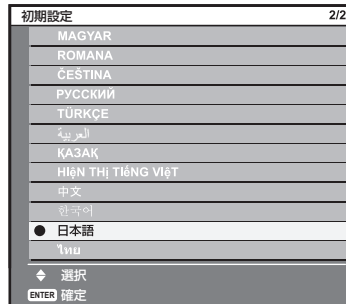 初期設定 2/2
MAGYAR
ROMANA
ČEŠTINA
РУССКИЙ
TÜRKÇE
العربية
ҚАЗАҚ
HIệN THị TIếNG VIệT
中文
한국어
日本語
ไทย
選択
ENTER 確定